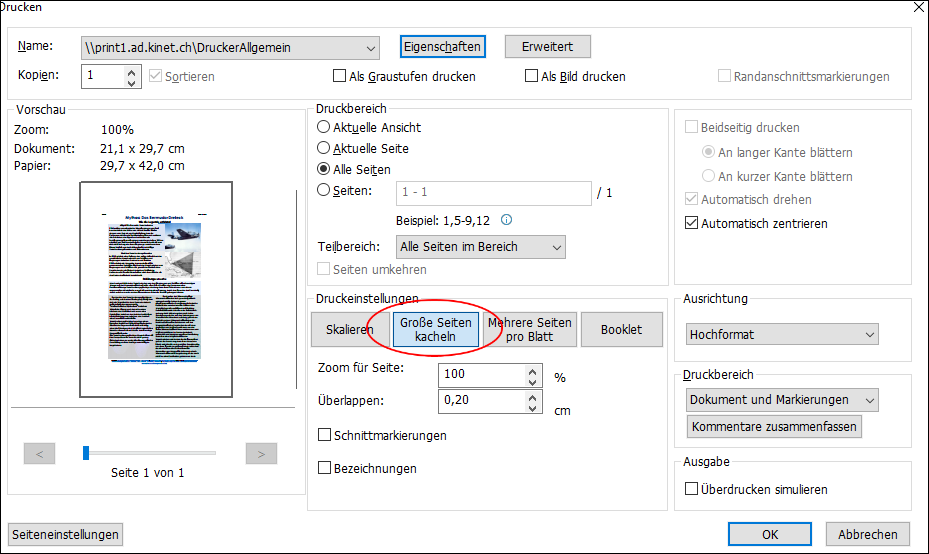 Drucken
Name: \\print1.ad.kinet.ch\DruckerAllgemein Eigenschaften Erweitert
Kopien: 1 Sortieren Als Graustufen drucken Als Bild drucken Randanschnittsmarkierungen
Vorschau
Zoom: 100%
Dokument: 21,1 x 29,7 cm
Papier: 29,7 x 42,0 cm
Mythos: Das Bermuda-Dreieck
<
>
Seite 1 von 1
Druckbereich
Aktuelle Ansicht
Aktuelle Seite
Alle Seiten
Seiten: 1 - 1 / 1
Beispiel: 1,5-9,12
Teilbereich: Alle Seiten im Bereich
Seiten umkehren
Druckeinstellungen
Skalieren
Große Seiten
kacheln
Mehrere Seiten
pro Blatt
Booklet
Zoom für Seite: 100 %
Überlappen: 0,20 cm
Schnittmarkierungen
Bezeichnungen
Beidseitig drucken
An langer Kante blättern
An kurzer Kante blättern
Automatisch drehen
Automatisch zentrieren
Ausrichtung
Hochformat
Druckbereich
Dokument und Markierungen
Kommentare zusammenfassen
Ausgabe
Überdrucken simulieren
Seiteneinstellungen
OK
Abbrechen